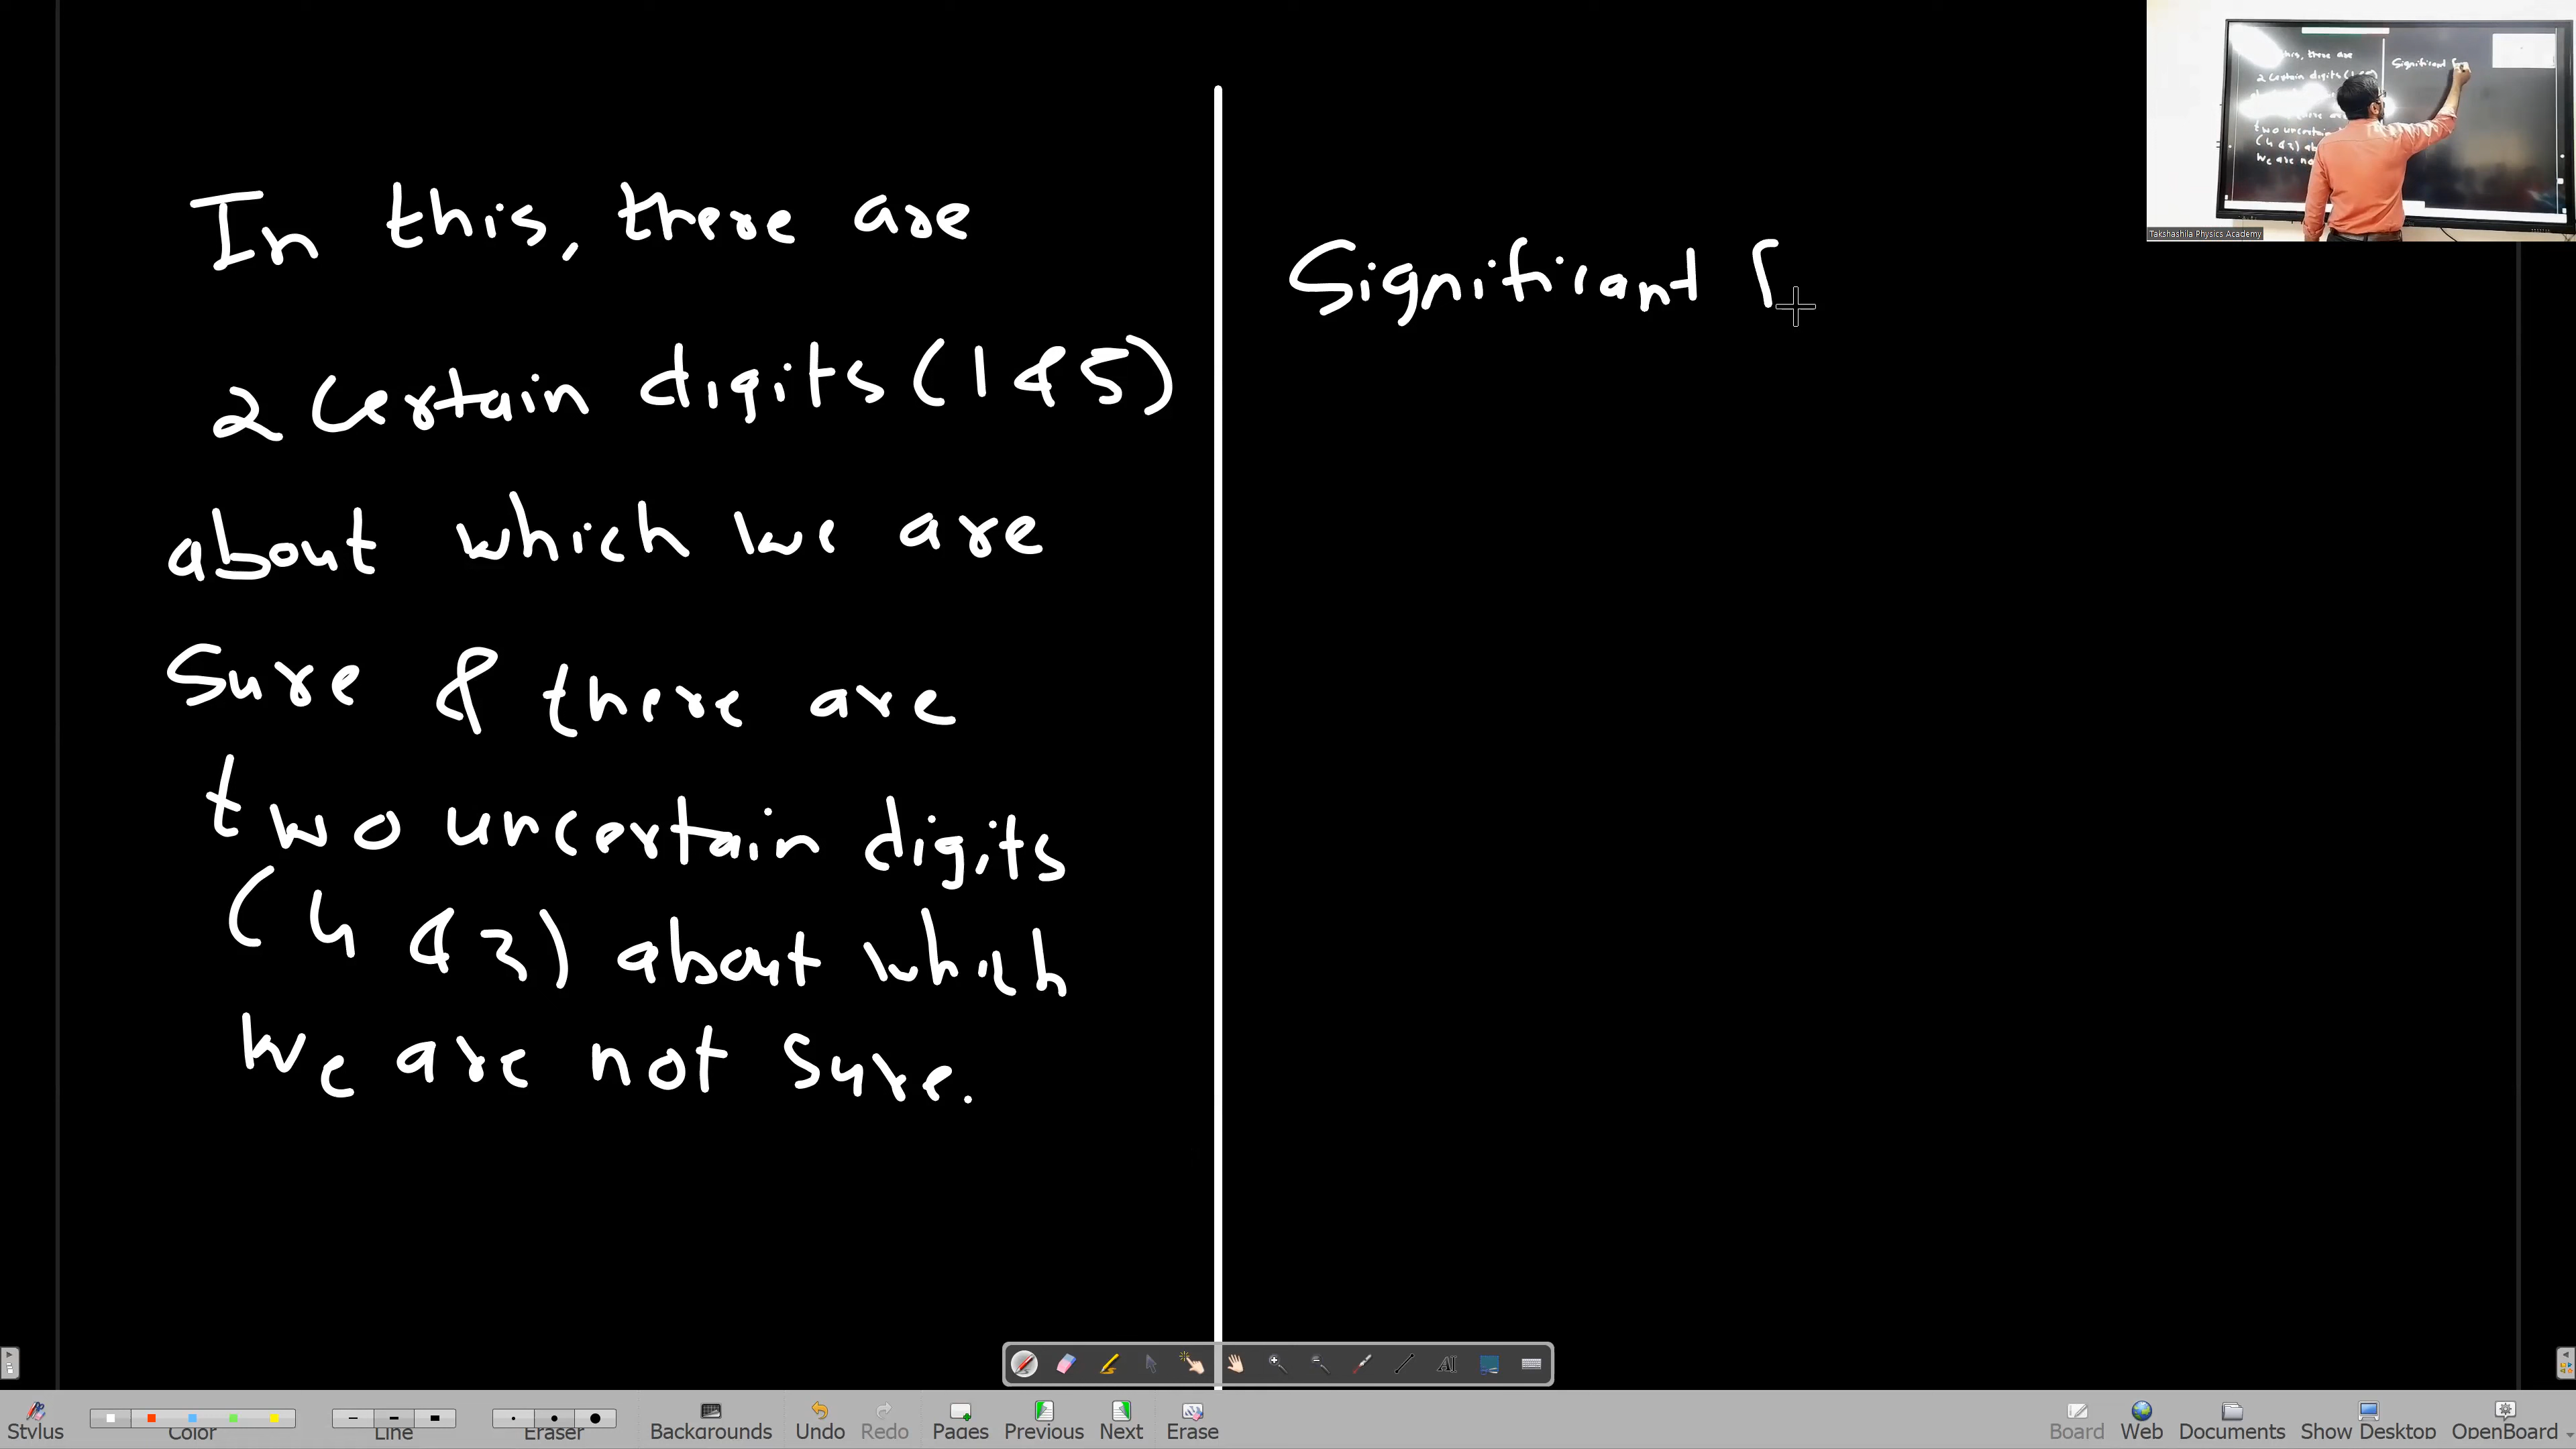 In this, there are
2 certain digits (1 & 5)
about which we are
Sure & there are
two uncertain digits
(4 & 3) about which
we are not sure.
Significant
Takshashila Physics Academy
Stylus
Color
Line
Eraser
Backgrounds
Undo
Redo
Pages
Previous
Next
Erase
Board
Web
Documents
Show Desktop
OpenBoard